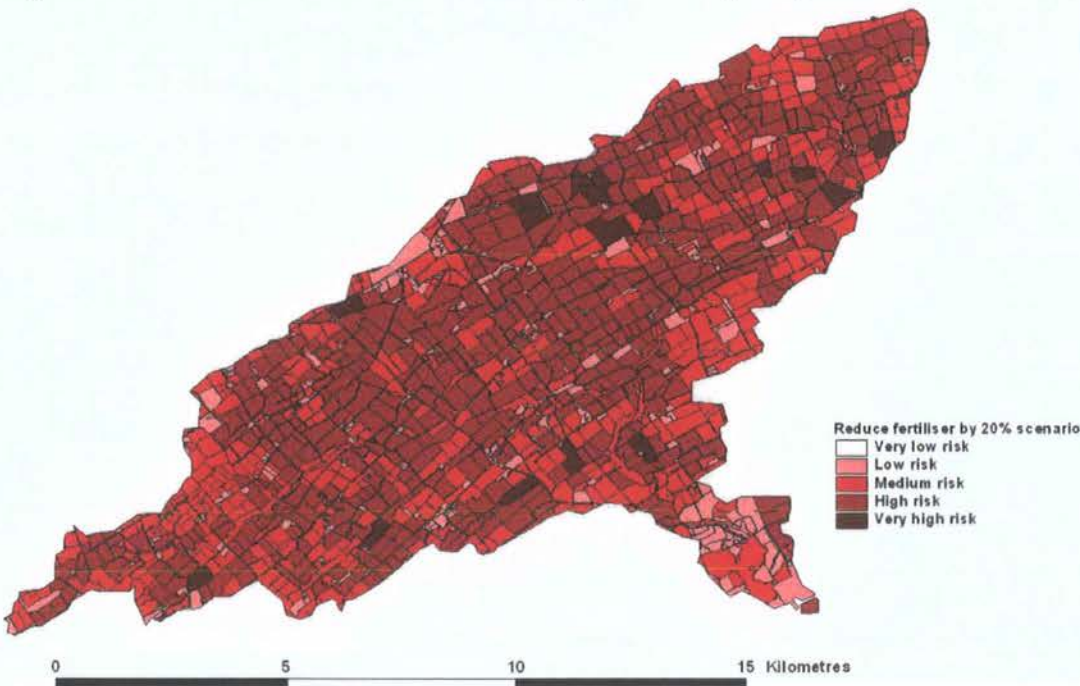 Reduce fertiliser by 20% scenario
Very low risk
Low risk
Medium risk
High risk
Very high risk
0 5 10 15 Kilometres